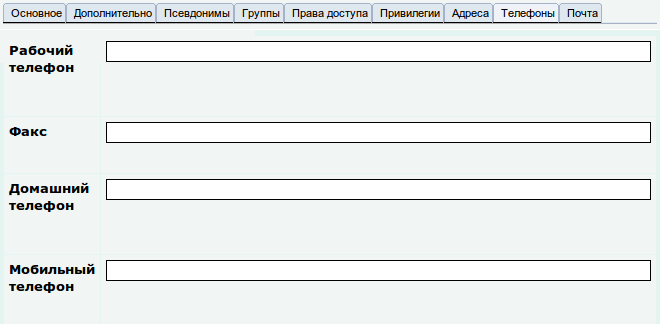 Основное Дополнительно Псевдонимы Группы Права доступа Привилегии Адреса Телефоны Почта
Рабочий
телефон
Факс
Домашний
телефон
Мобильный
телефон